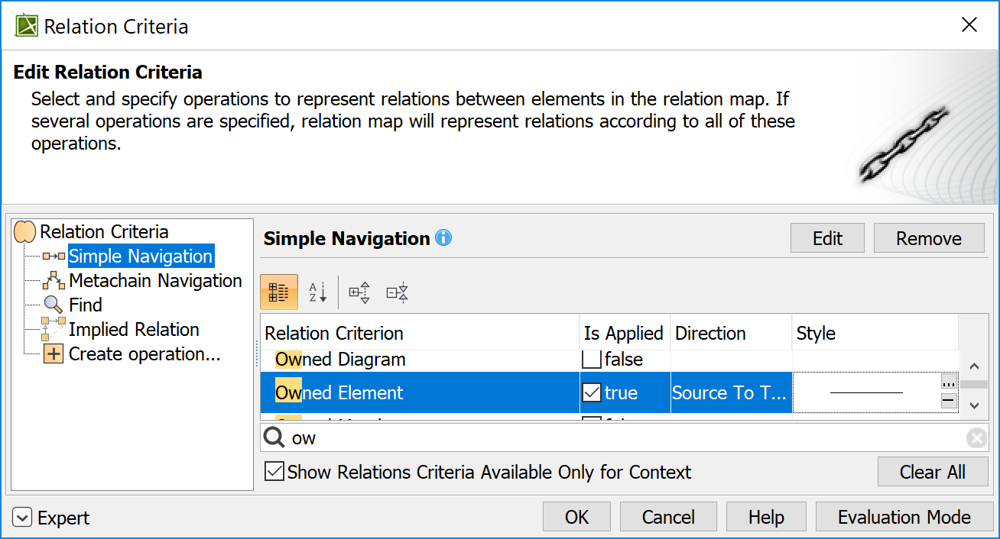 Relation Criteria
Edit Relation Criteria
Select and specify operations to represent relations between elements in the relation map. If
several operations are specified, relation map will represent relations according to all of these
operations.
Relation Criteria
Simple Navigation
Metachain Navigation
Find
Implied Relation
Create operation...
Simple Navigation
Edit
Remove
A
Z
Relation Criterion Is Applied Direction Style
Owned Diagram false
Owned Element true Source To T... ...
ow
Show Relations Criteria Available Only for Context
Clear All
Expert
OK
Cancel
Help
Evaluation Mode